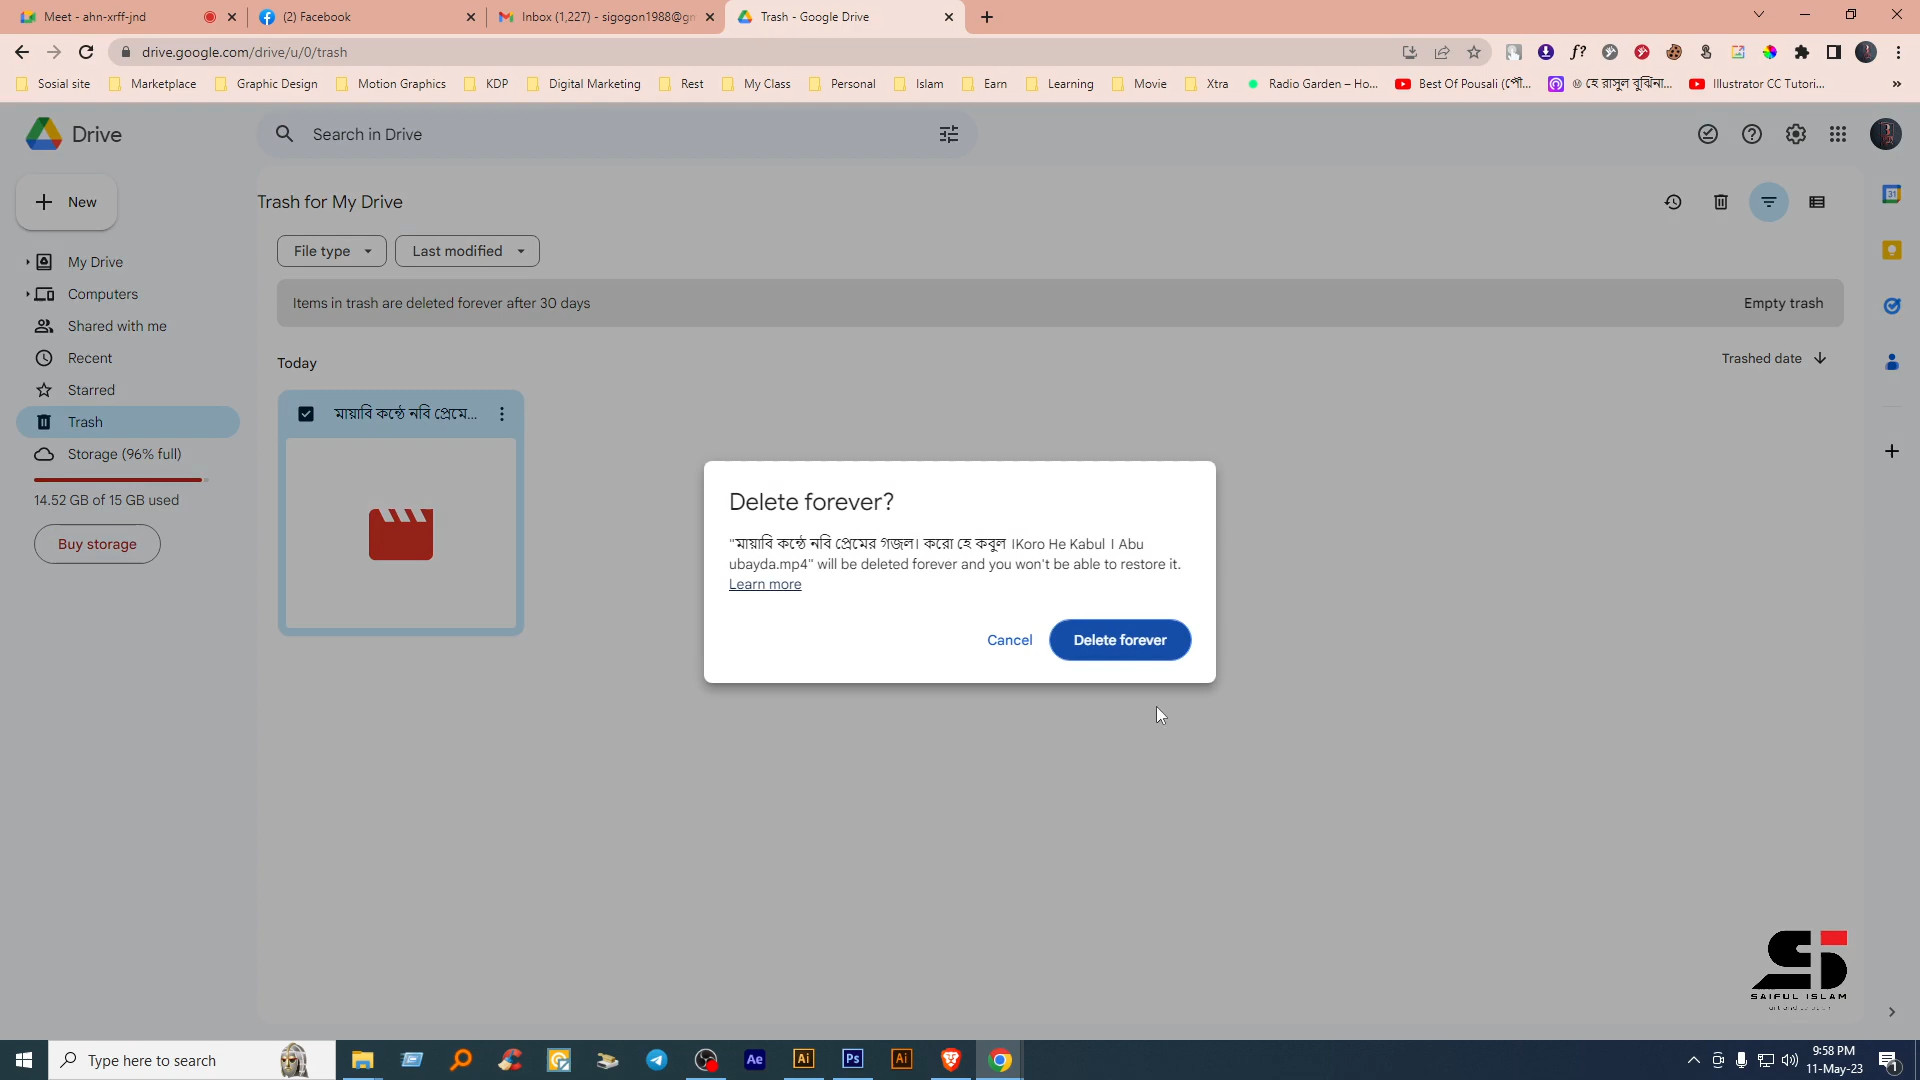 Meet - ahn-xrff-jnd
(2) Facebook
Inbox (1,227) - sigogon1988@gm
Trash - Google Drive
drive.google.com/drive/u/0/trash
Sosial site
Marketplace
Graphic Design
Motion Graphics
KDP
Digital Marketing
Rest
My Class
Personal
Islam
Earn
Learning
Movie
Xtra
Radio Garden – Ho...
Best Of Pousali (পৌ...
হে রাসুল বুঝিনা...
Illustrator CC Tutori...
Drive
Search in Drive
New
My Drive
Computers
Shared with me
Recent
Starred
Trash
Storage (96% full)
14.52 GB of 15 GB used
Buy storage
Trash for My Drive
File type
Last modified
Items in trash are deleted forever after 30 days
Empty trash
Today
Trashed date
মায়াবি কন্ঠে নবি প্রেমে...
Delete forever?
"মায়াবি কন্ঠে নবি প্রেমের গজল। করো হে কবুল ।Koro He Kabul । Abu
ubayda.mp4" will be deleted forever and you won't be able to restore it.
Learn more
Cancel
Delete forever
31
SAIFUL ISLAM
Type here to search
Ae
Ai
Ps
Ai
9:58 PM
11-May-23
1